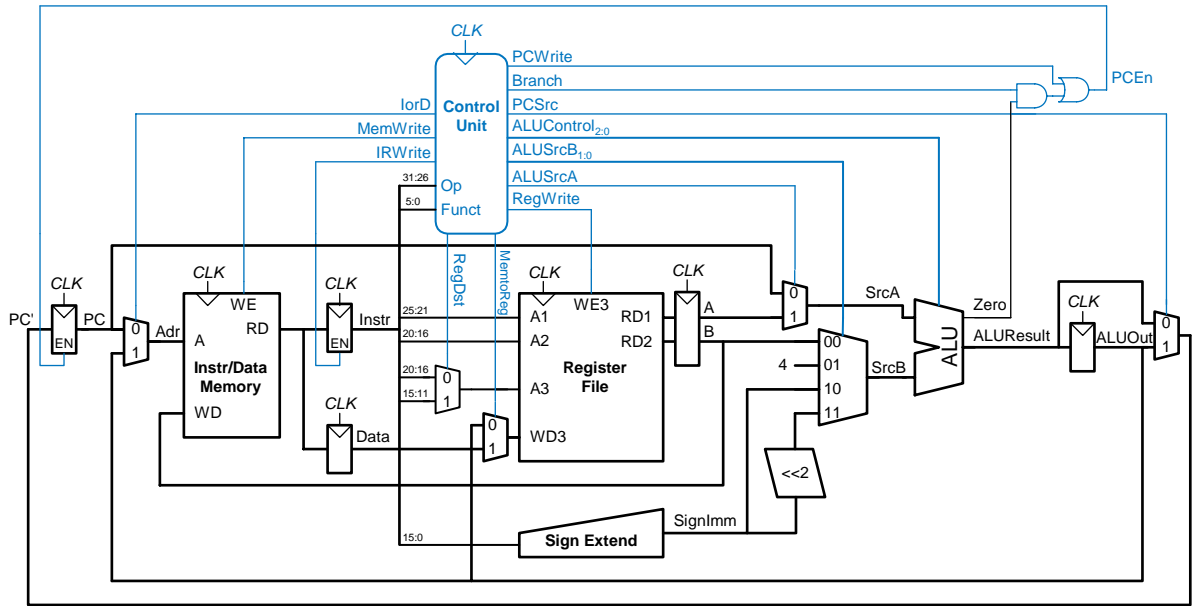 CLK
PCWrite
Branch
PCEn
IorD
Control Unit
PCSrc
MemWrite
ALUControl2:0
IRWrite
ALUSrcB1:0
31:26
Op
ALUSrcA
5:0
Funct
RegWrite
RegDst
MemtoReg
CLK
CLK
CLK
CLK
CLK
CLK
PC'
PC
EN
0
1
Adr
WE
A
RD
Instr/Data Memory
WD
EN
Instr
CLK
Data
25:21
20:16
20:16
15:11
0
1
0
1
A1
A2
A3
WD3
WE3
RD1
RD2
Register File
A
B
0
1
SrcA
00
4
01
10
11
SrcB
<<2
ALU
Zero
ALUResult
ALUOut
0
1
15:0
Sign Extend
SignImm